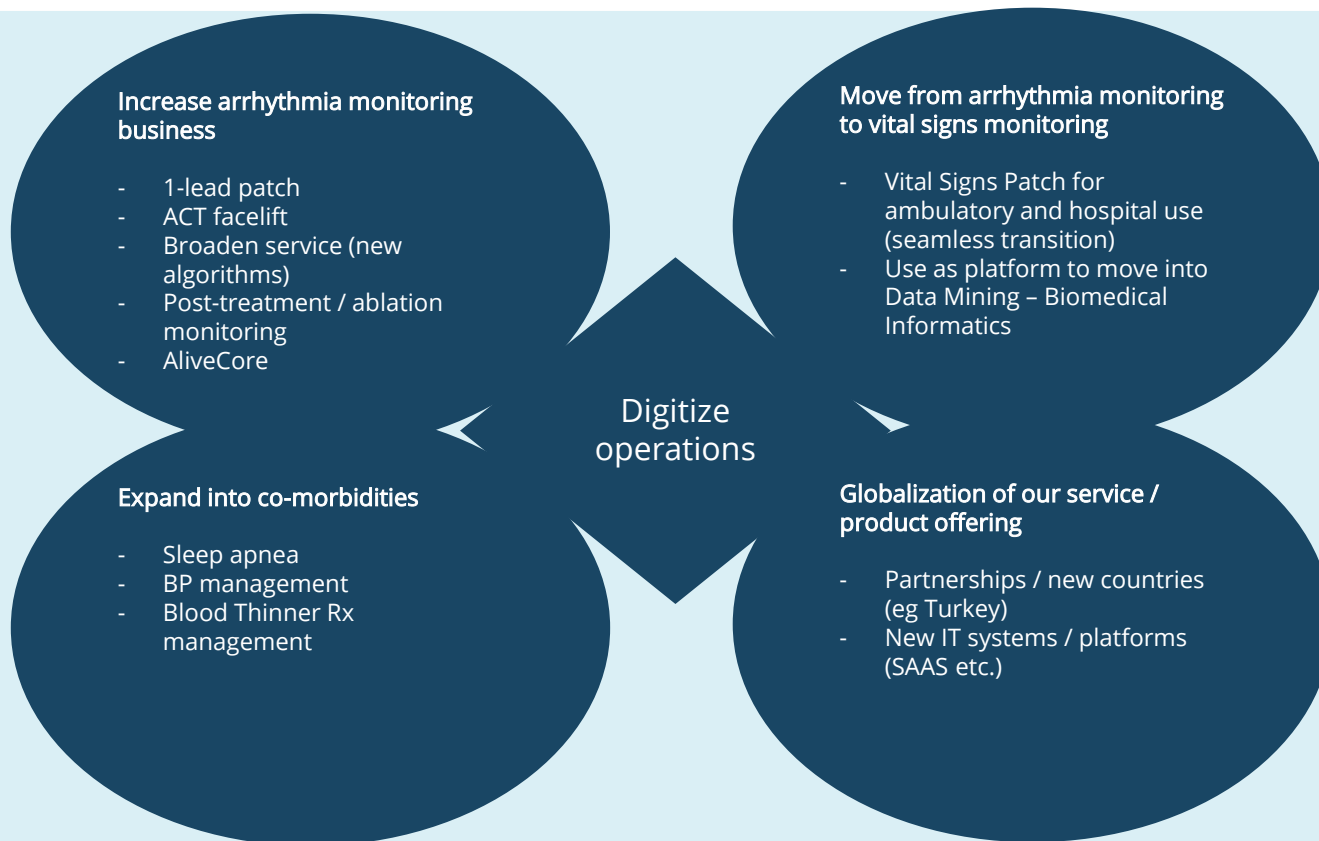 Increase arrhythmia monitoring
business
- 1-lead patch
- ACT facelift
- Broaden service (new
algorithms)
- Post-treatment / ablation
monitoring
- AliveCore
Move from arrhythmia monitoring
to vital signs monitoring
- Vital Signs Patch for
ambulatory and hospital use
(seamless transition)
- Use as platform to move into
Data Mining – Biomedical
Informatics
Digitize
operations
Expand into co-morbidities
- Sleep apnea
- BP management
- Blood Thinner Rx
management
Globalization of our service /
product offering
- Partnerships / new countries
(eg Turkey)
- New IT systems / platforms
(SAAS etc.)